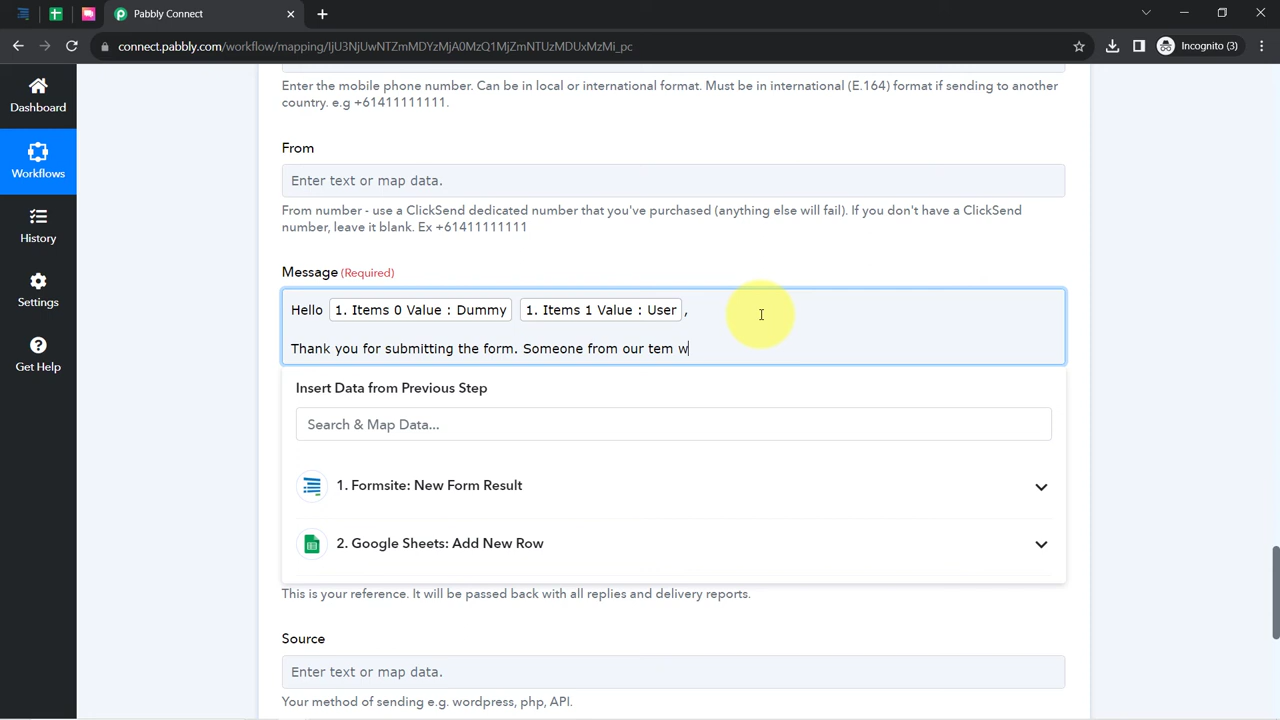 Pabbly Connect
connect.pabbly.com/workflow/mapping/IjU3NjUwNTZmMDYzMjA0MzQ1MjZmNTUzMDUxMzMi_pc
Incognito (3)
Dashboard
Workflows
History
Settings
Get Help
Enter the mobile phone number. Can be in local or international format. Must be in international (E.164) format if sending to another
country. e.g +61411111111.
From
Enter text or map data.
From number - use a ClickSend dedicated number that you've purchased (anything else will fail). If you don't have a ClickSend
number, leave it blank. Ex +61411111111
Message (Required)
Hello 1. Items 0 Value : Dummy 1. Items 1 Value : User ,
Thank you for submitting the form. Someone from our tem w
Insert Data from Previous Step
Search & Map Data...
1. Formsite: New Form Result
2. Google Sheets: Add New Row
This is your reference. It will be passed back with all replies and delivery reports.
Source
Enter text or map data.
Your method of sending e.g. wordpress, php, API.